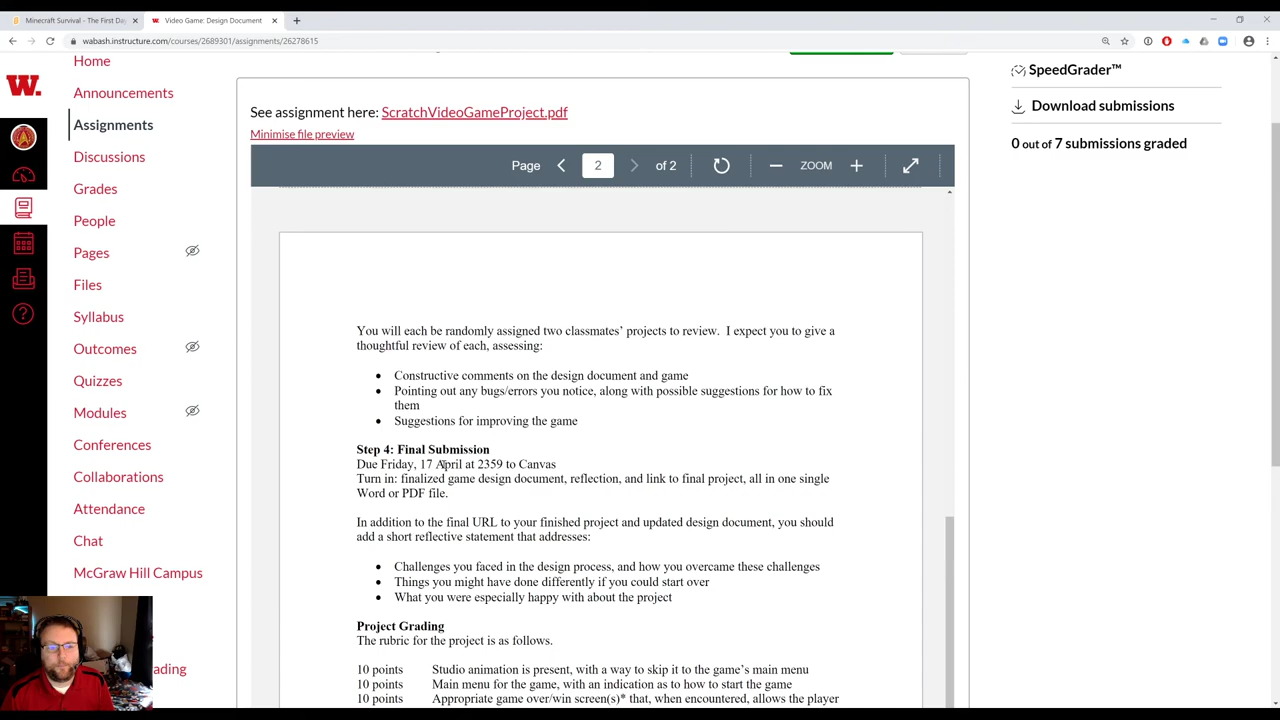 Minecraft Survival - The First Da
Video Game: Design Document
wabash.instructure.com/courses/2689301/assignments/26278615
W.
Home
Announcements
Assignments
Discussions
Grades
People
Pages
Files
Syllabus
Outcomes
Quizzes
Modules
Conferences
Collaborations
Attendance
Chat
McGraw Hill Campus
ading
See assignment here: ScratchVideoGameProject.pdf
Minimise file preview
Page 2 of 2 ZOOM
You will each be randomly assigned two classmates' projects to review. I expect you to give a
thoughtful review of each, assessing:
• Constructive comments on the design document and game
• Pointing out any bugs/errors you notice, along with possible suggestions for how to fix
them
• Suggestions for improving the game
Step 4: Final Submission
Due Friday, 17 April at 2359 to Canvas
Turn in: finalized game design document, reflection, and link to final project, all in one single
Word or PDF file.
In addition to the final URL to your finished project and updated design document, you should
add a short reflective statement that addresses:
• Challenges you faced in the design process, and how you overcame these challenges
• Things you might have done differently if you could start over
• What you were especially happy with about the project
Project Grading
The rubric for the project is as follows.
10 points Studio animation is present, with a way to skip it to the game's main menu
10 points Main menu for the game, with an indication as to how to start the game
10 points Appropriate game over/win screen(s)* that, when encountered, allows the player
SpeedGrader™
Download submissions
0 out of 7 submissions graded